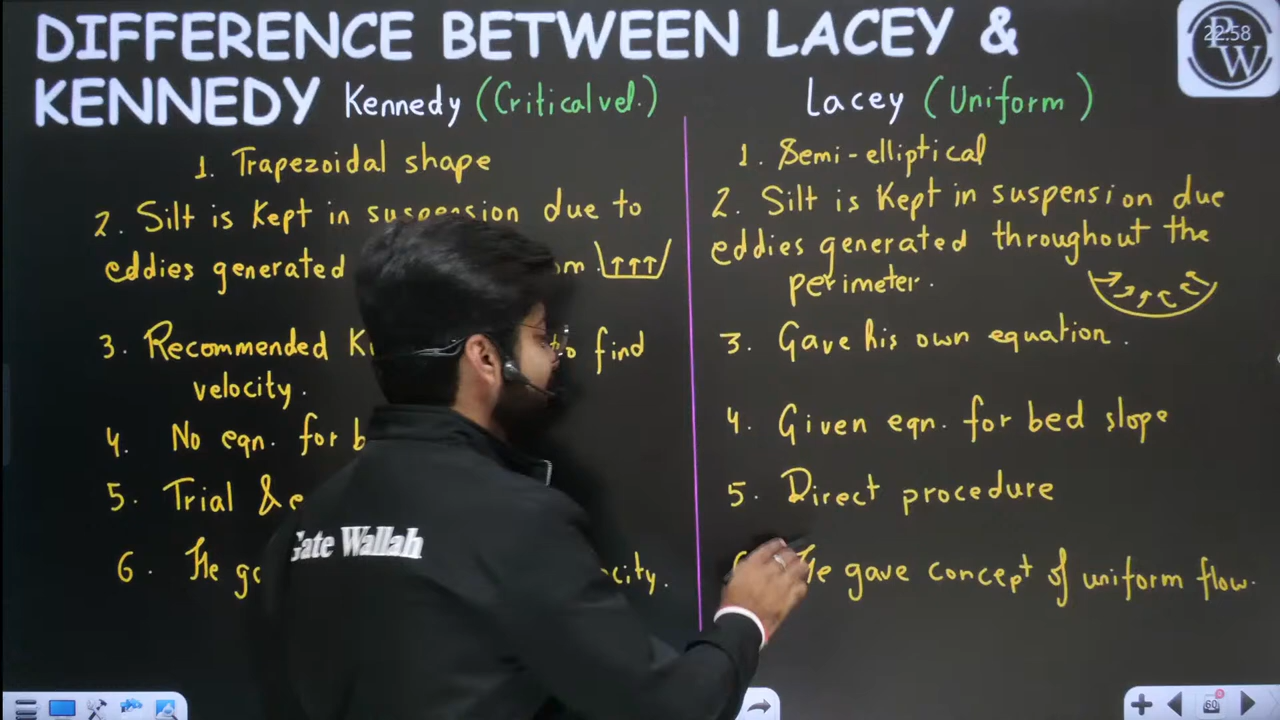 DIFFERENCE BETWEEN LACEY &
KENNEDY Kennedy (Critical vel.)
22:58
PW
1. Trapezoidal shape
2. Silt is kept in suspension due to
eddies generated
3. Recommended to find
velocity.
4. No eqn. for
5. Trial &
6. He
Lacey (Uniform)
1. Semi-elliptical
2. Silt is kept in suspension due
eddies generated throughout the
perimeter.
3. Gave his own equation.
4. Given eqn. for bed slope
5. Direct procedure
He gave concept of uniform flow.
Gate Wallah
60